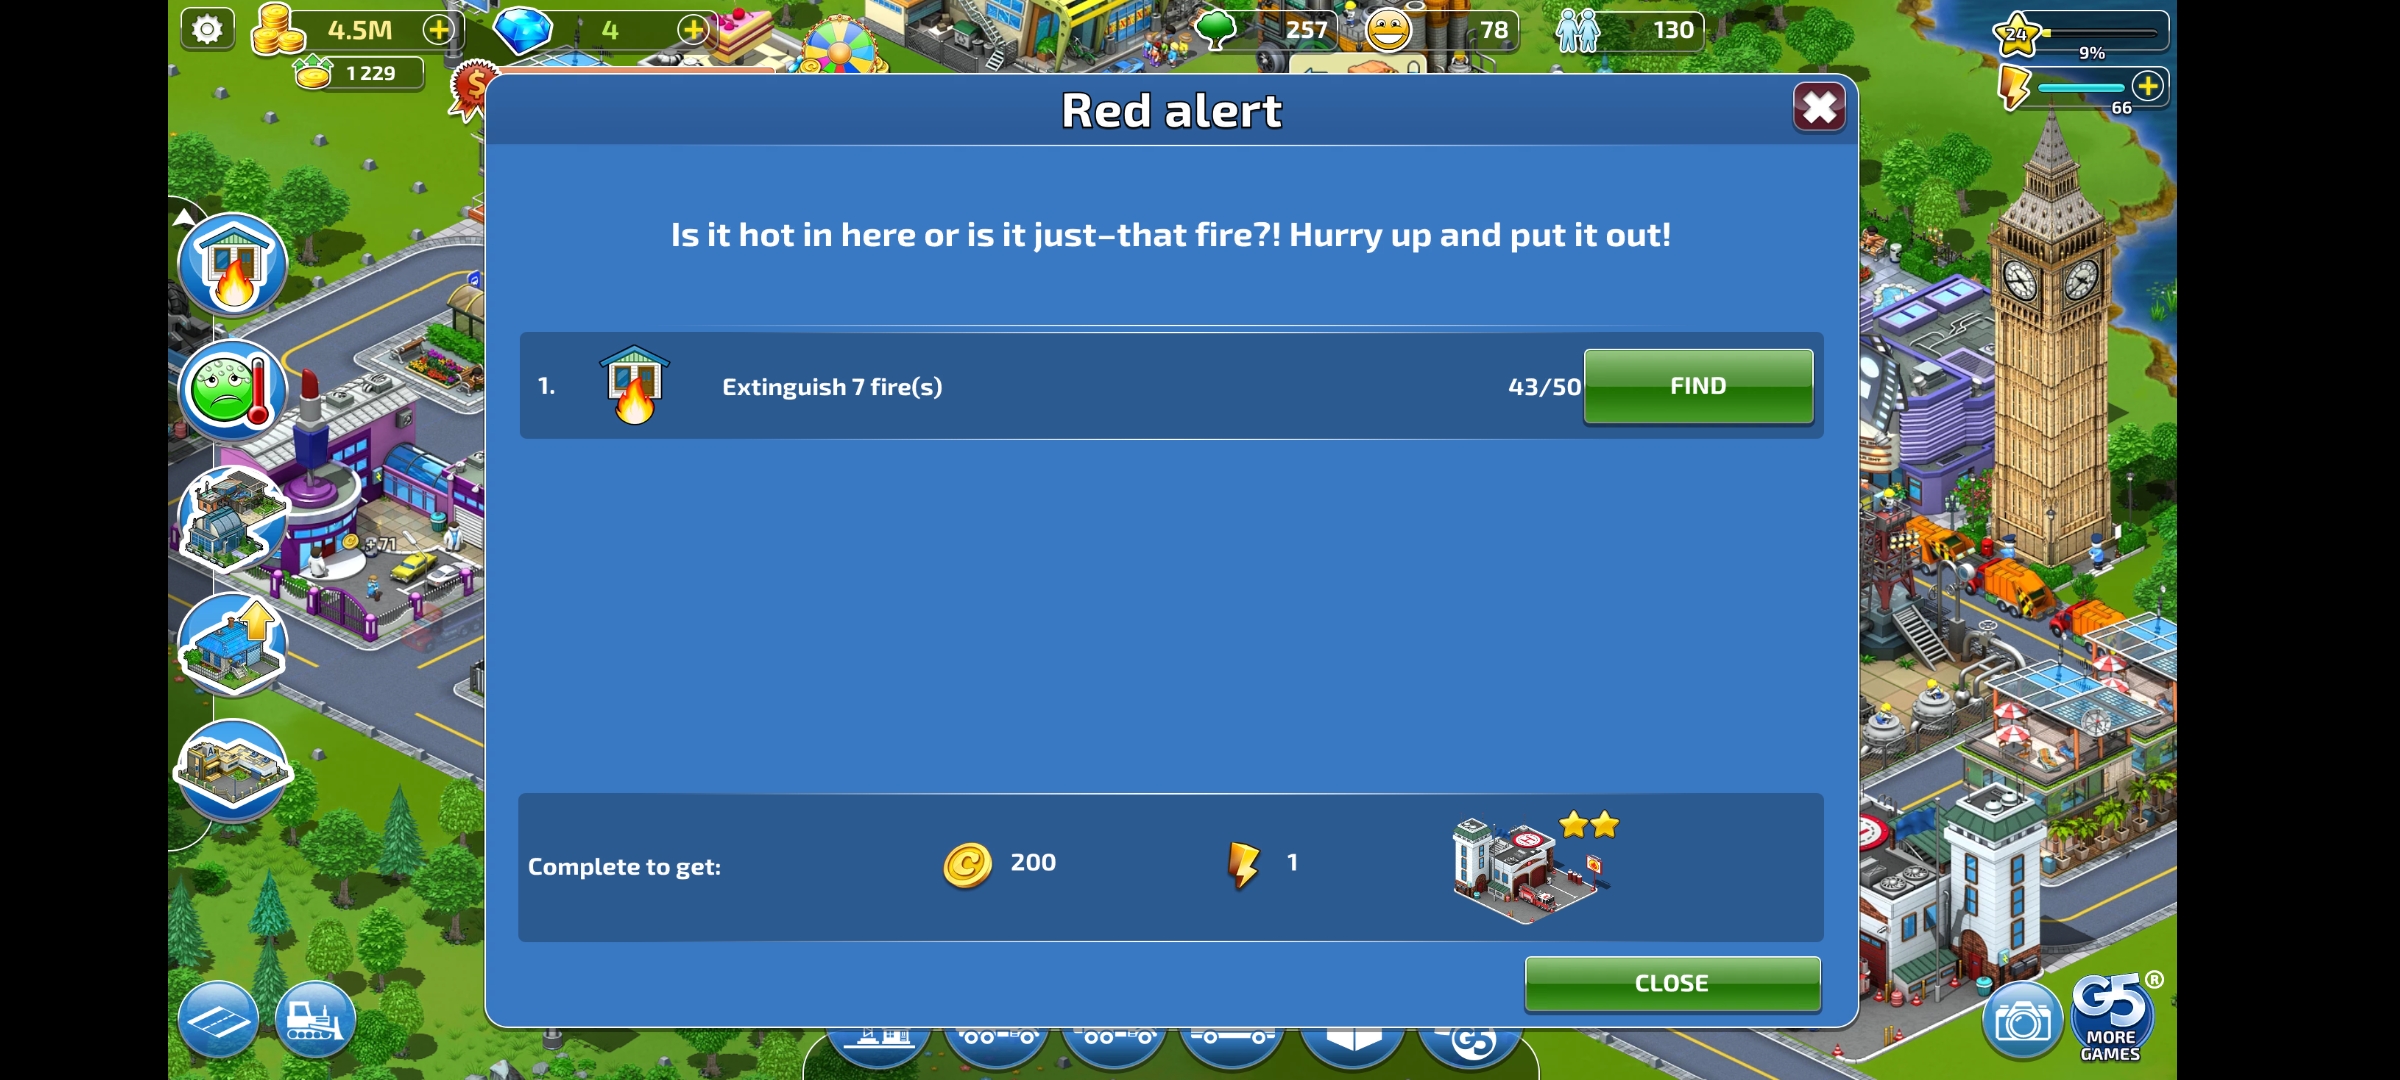 4.5M
4
257
78
130
24
9%
1 229
66
Red alert
Is it hot in here or is it just–that fire?! Hurry up and put it out!
1.
Extinguish 7 fire(s)
43/50
FIND
+71
Complete to get:
200
1
CLOSE
G5
G5®
MORE
GAMES